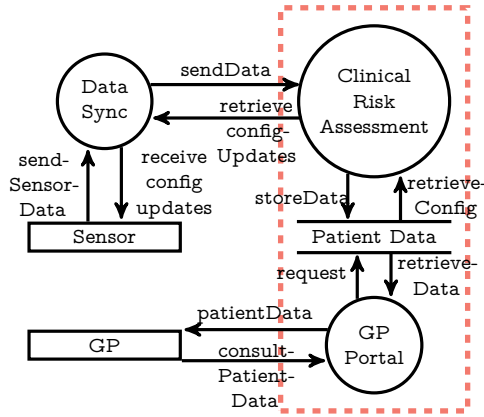 Data
Sync
sendData
Clinical
Risk
Assessment
retrieve
config-
Updates
send-
Sensor-
Data
receive
config
updates
storeData
retrieve-
Config
Sensor
Patient Data
request
retrieve-
Data
patientData
GP
GP
Portal
consult-
Patient-
Data